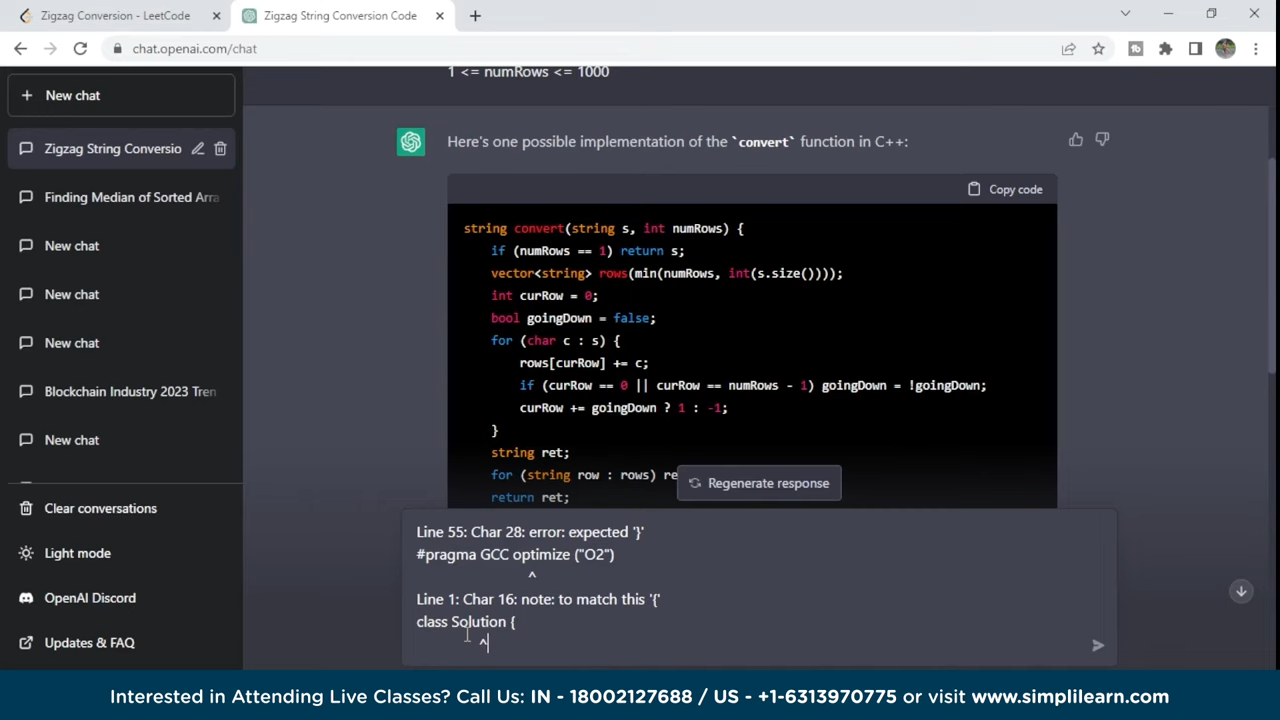 Zigzag Conversion - LeetCode
Zigzag String Conversion Code
chat.openai.com/chat
New chat
Zigzag String Conversio
Finding Median of Sorted Arra
New chat
New chat
New chat
Blockchain Industry 2023 Tren
New chat
Clear conversations
Light mode
OpenAI Discord
Updates & FAQ
1 <= numRows <= 1000
Here's one possible implementation of the `convert` function in C++:
Copy code
string convert(string s, int numRows) {
if (numRows == 1) return s;
vector<string> rows(min(numRows, int(s.size())));
int curRow = 0;
bool goingDown = false;
for (char c : s) {
rows[curRow] += c;
if (curRow == 0 || curRow == numRows - 1) goingDown = !goingDown;
curRow += goingDown ? 1 : -1;
}
string ret;
for (string row : rows) re
return ret;
Regenerate response
Line 55: Char 28: error: expected '}'
#pragma GCC optimize ("O2")
^
Line 1: Char 16: note: to match this '{'
class Solution {
^
Interested in Attending Live Classes? Call Us: IN - 18002127688 / US - +1-6313970775 or visit www.simplilearn.com